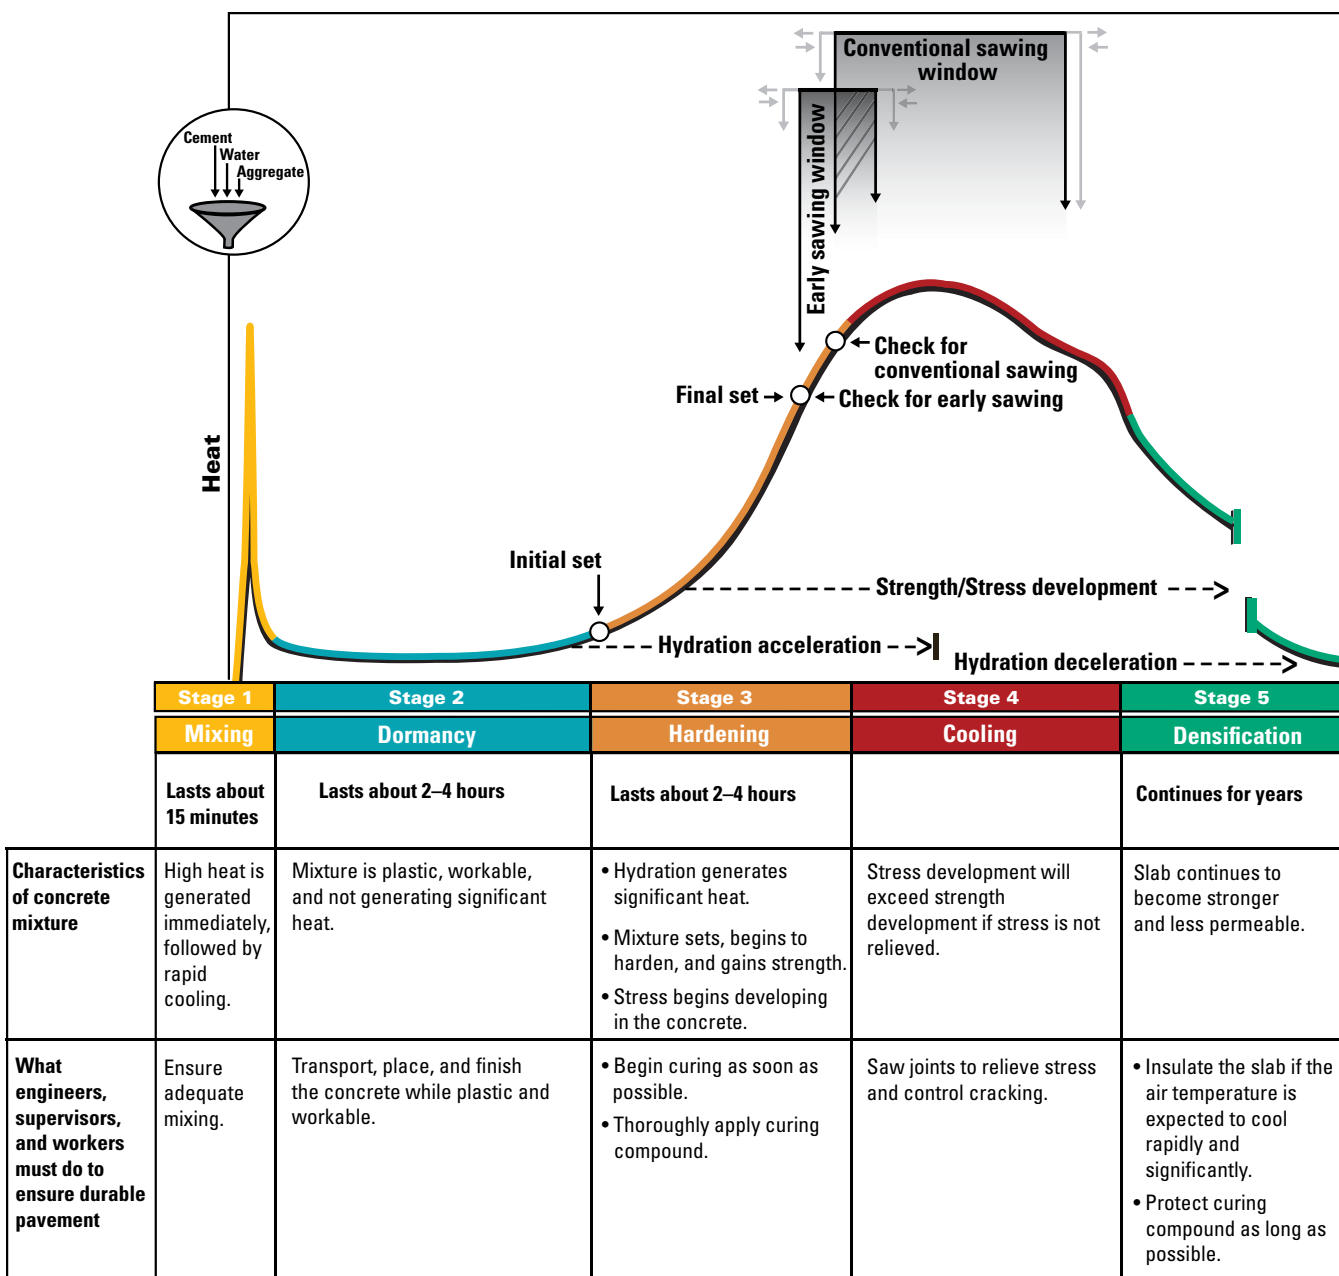 Conventional sawing
window
Early sawing window
Cement
Water
Aggregate
Heat
Check for
conventional sawing
Final set
Check for early sawing
Initial set
Strength/Stress development
Hydration acceleration
Hydration deceleration
Stage 1
Stage 2
Stage 3
Stage 4
Stage 5
Mixing
Dormancy
Hardening
Cooling
Densification
Lasts about
15 minutes
Lasts about 2–4 hours
Lasts about 2–4 hours
Continues for years
Characteristics
of concrete
mixture
High heat is
generated
immediately,
followed by
rapid
cooling.
Mixture is plastic, workable,
and not generating significant
heat.
• Hydration generates
significant heat.
• Mixture sets, begins to
harden, and gains strength.
• Stress begins developing
in the concrete.
Stress development will
exceed strength
development if stress is not
relieved.
Slab continues to
become stronger
and less permeable.
What
engineers,
supervisors,
and workers
must do to
ensure durable
pavement
Ensure
adequate
mixing.
Transport, place, and finish
the concrete while plastic and
workable.
• Begin curing as soon as
possible.
• Thoroughly apply curing
compound.
Saw joints to relieve stress
and control cracking.
• Insulate the slab if the
air temperature is
expected to cool
rapidly and
significantly.
• Protect curing
compound as long as
possible.